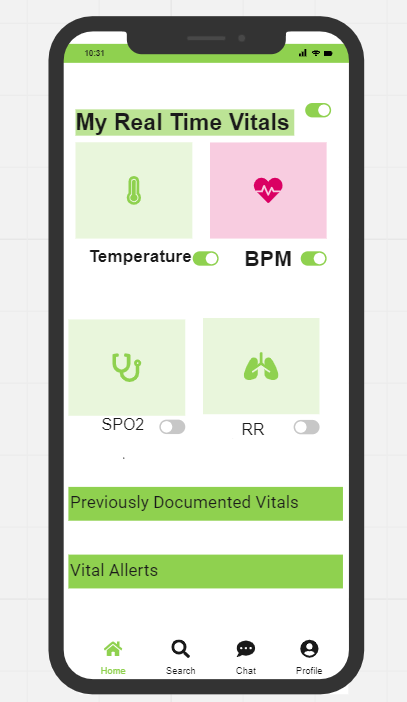 10:31
My Real Time Vitals
Temperature
BPM
SPO2
RR
Previously Documented Vitals
Vital Allerts
Home
Search
Chat
Profile